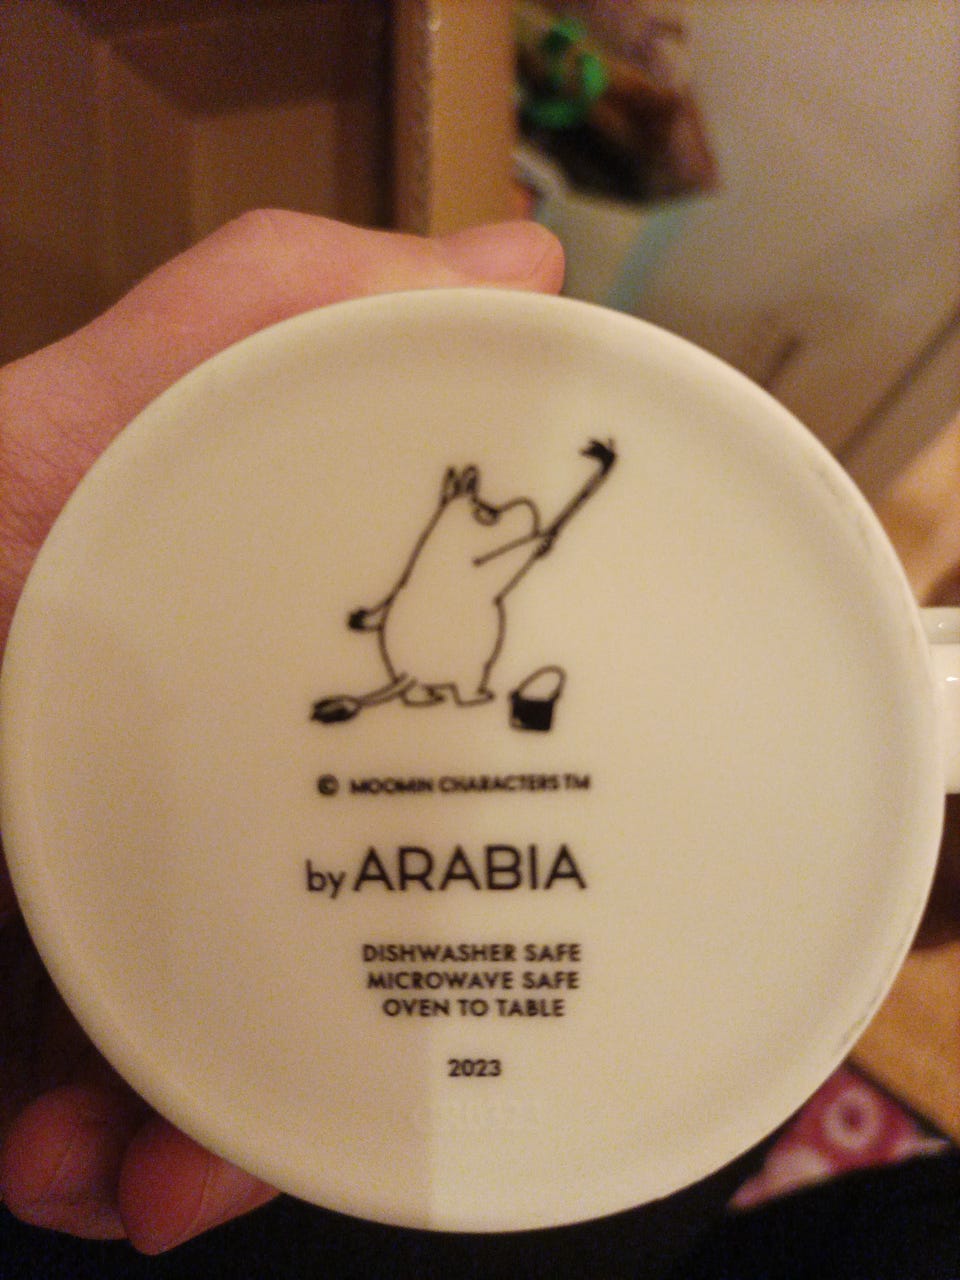 © MOOMIN CHARACTERS TM
by ARABIA
DISHWASHER SAFE
MICROWAVE SAFE
OVEN TO TABLE
2023